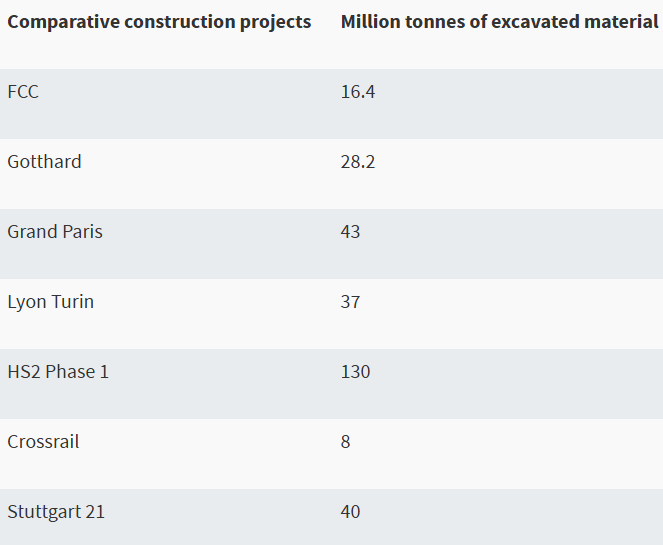 Comparative construction projects Million tonnes of excavated material
FCC 16.4
Gotthard 28.2
Grand Paris 43
Lyon Turin 37
HS2 Phase 1 130
Crossrail 8
Stuttgart 21 40